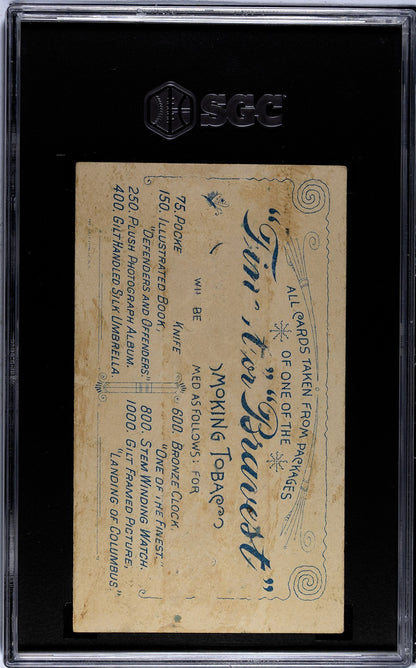 SGC
ALL CARDS TAKEN FROM PACKAGES
OF ONE OF THE
"Fin t" or "Bravest"
SMOKING TOBACCO
WILL BE MED AS FOLLOWS: FOR
75. POCKE KNIFE
150. ILLUSTRATED BOOK,
"DEFENDERS AND OFFENDERS."
250. PLUSH PHOTOGRAPH ALBUM.
400. GILT HANDLED SILK UMBRELLA
600. BRONZE CLOCK,
"ONE OF THE FINEST."
800. STEM WINDING WATCH.
1000. GILT FRAMED PICTURE,
"LANDING OF COLUMBUS."